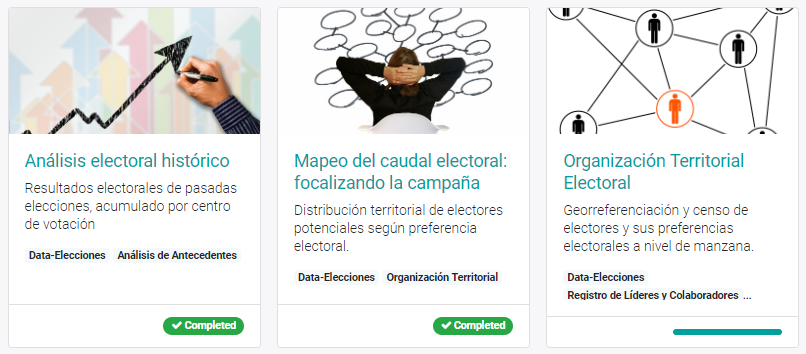 Análisis electoral histórico
Resultados electorales de pasadas
elecciones, acumulado por centro
de votación
Data-Elecciones Análisis de Antecedentes
Completed
Mapeo del caudal electoral:
focalizando la campaña
Distribución territorial de electores
potenciales según preferencia
electoral.
Data-Elecciones Organización Territorial
Completed
Organización Territorial
Electoral
Georreferenciación y censo de
electores y sus preferencias
electorales a nivel de manzana.
Data-Elecciones
Registro de Líderes y Colaboradores ...